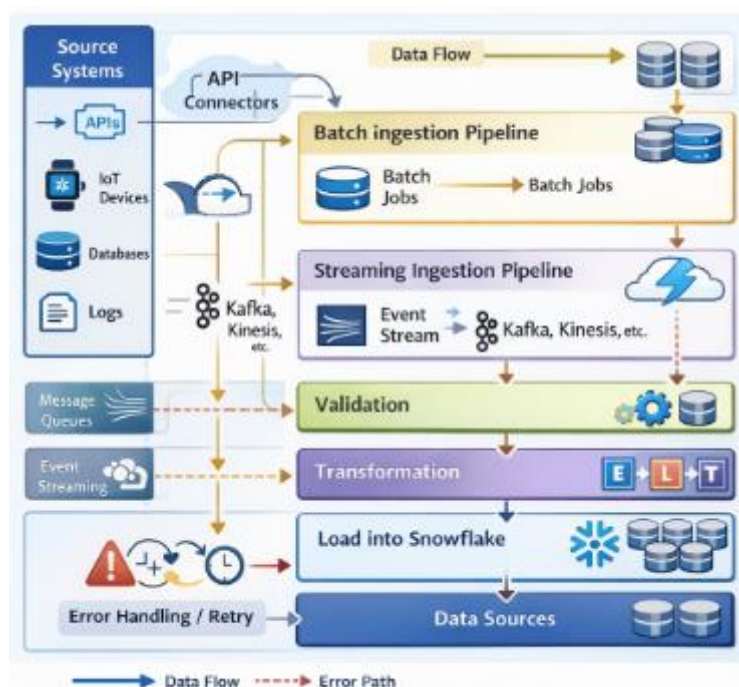 Source
Systems
APIs
IoT
Devices
Databases
Logs
API
Connectors
Data Flow
Batch ingestion Pipeline
Batch
Jobs
Batch Jobs
Streaming Ingestion Pipeline
Event
Stream
Kafka, Kinesis, etc.
Kafka,
Kinesis,
etc.
Message
Queues
Validation
Event
Streaming
Transformation
E
L
T
Load into Snowflake
Error Handling / Retry
Data Sources
Data Flow
Error Path